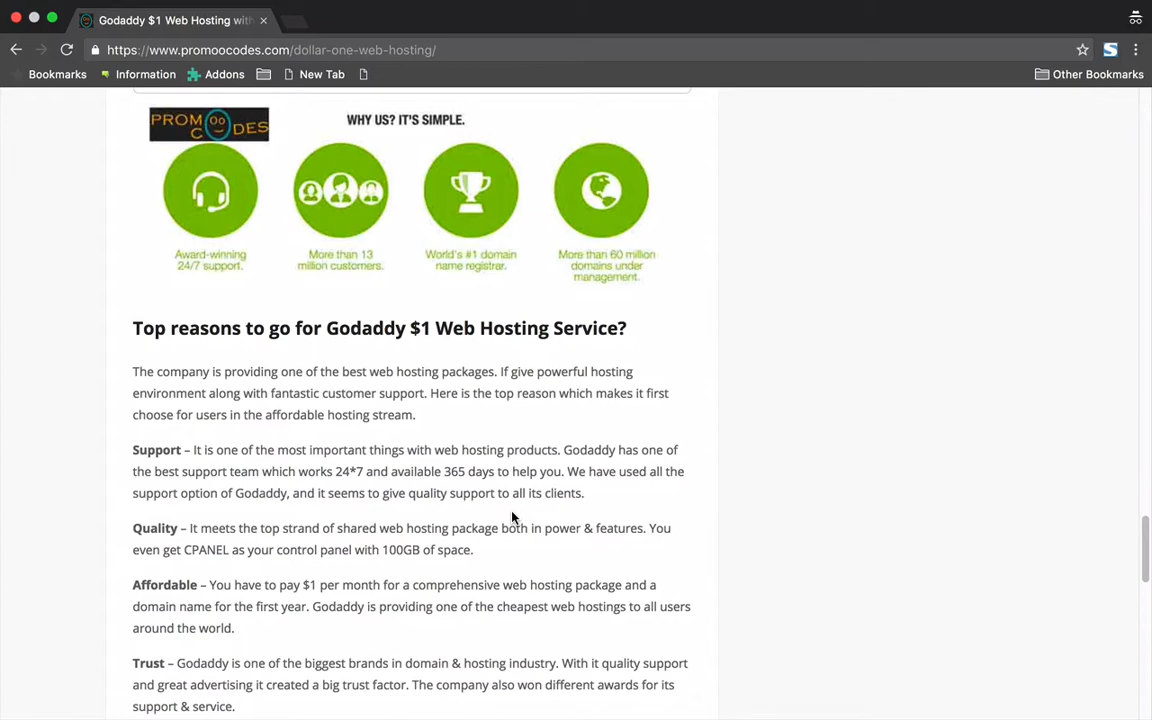 Godaddy $1 Web Hosting with
https://www.promoocodes.com/dollar-one-web-hosting/
Bookmarks Information Addons New Tab Other Bookmarks
PROMOO CODES
WHY US? IT'S SIMPLE.
Award-winning
24/7 support.
More than 13
million customers.
World's #1 domain
name registrar.
More than 60 million
domains under
management.
Top reasons to go for Godaddy $1 Web Hosting Service?
The company is providing one of the best web hosting packages. If give powerful hosting
environment along with fantastic customer support. Here is the top reason which makes it first
choose for users in the affordable hosting stream.
Support – It is one of the most important things with web hosting products. Godaddy has one of
the best support team which works 24*7 and available 365 days to help you. We have used all the
support option of Godaddy, and it seems to give quality support to all its clients.
Quality – It meets the top strand of shared web hosting package both in power & features. You
even get CPANEL as your control panel with 100GB of space.
Affordable – You have to pay $1 per month for a comprehensive web hosting package and a
domain name for the first year. Godaddy is providing one of the cheapest web hostings to all users
around the world.
Trust – Godaddy is one of the biggest brands in domain & hosting industry. With it quality support
and great advertising it created a big trust factor. The company also won different awards for its
support & service.